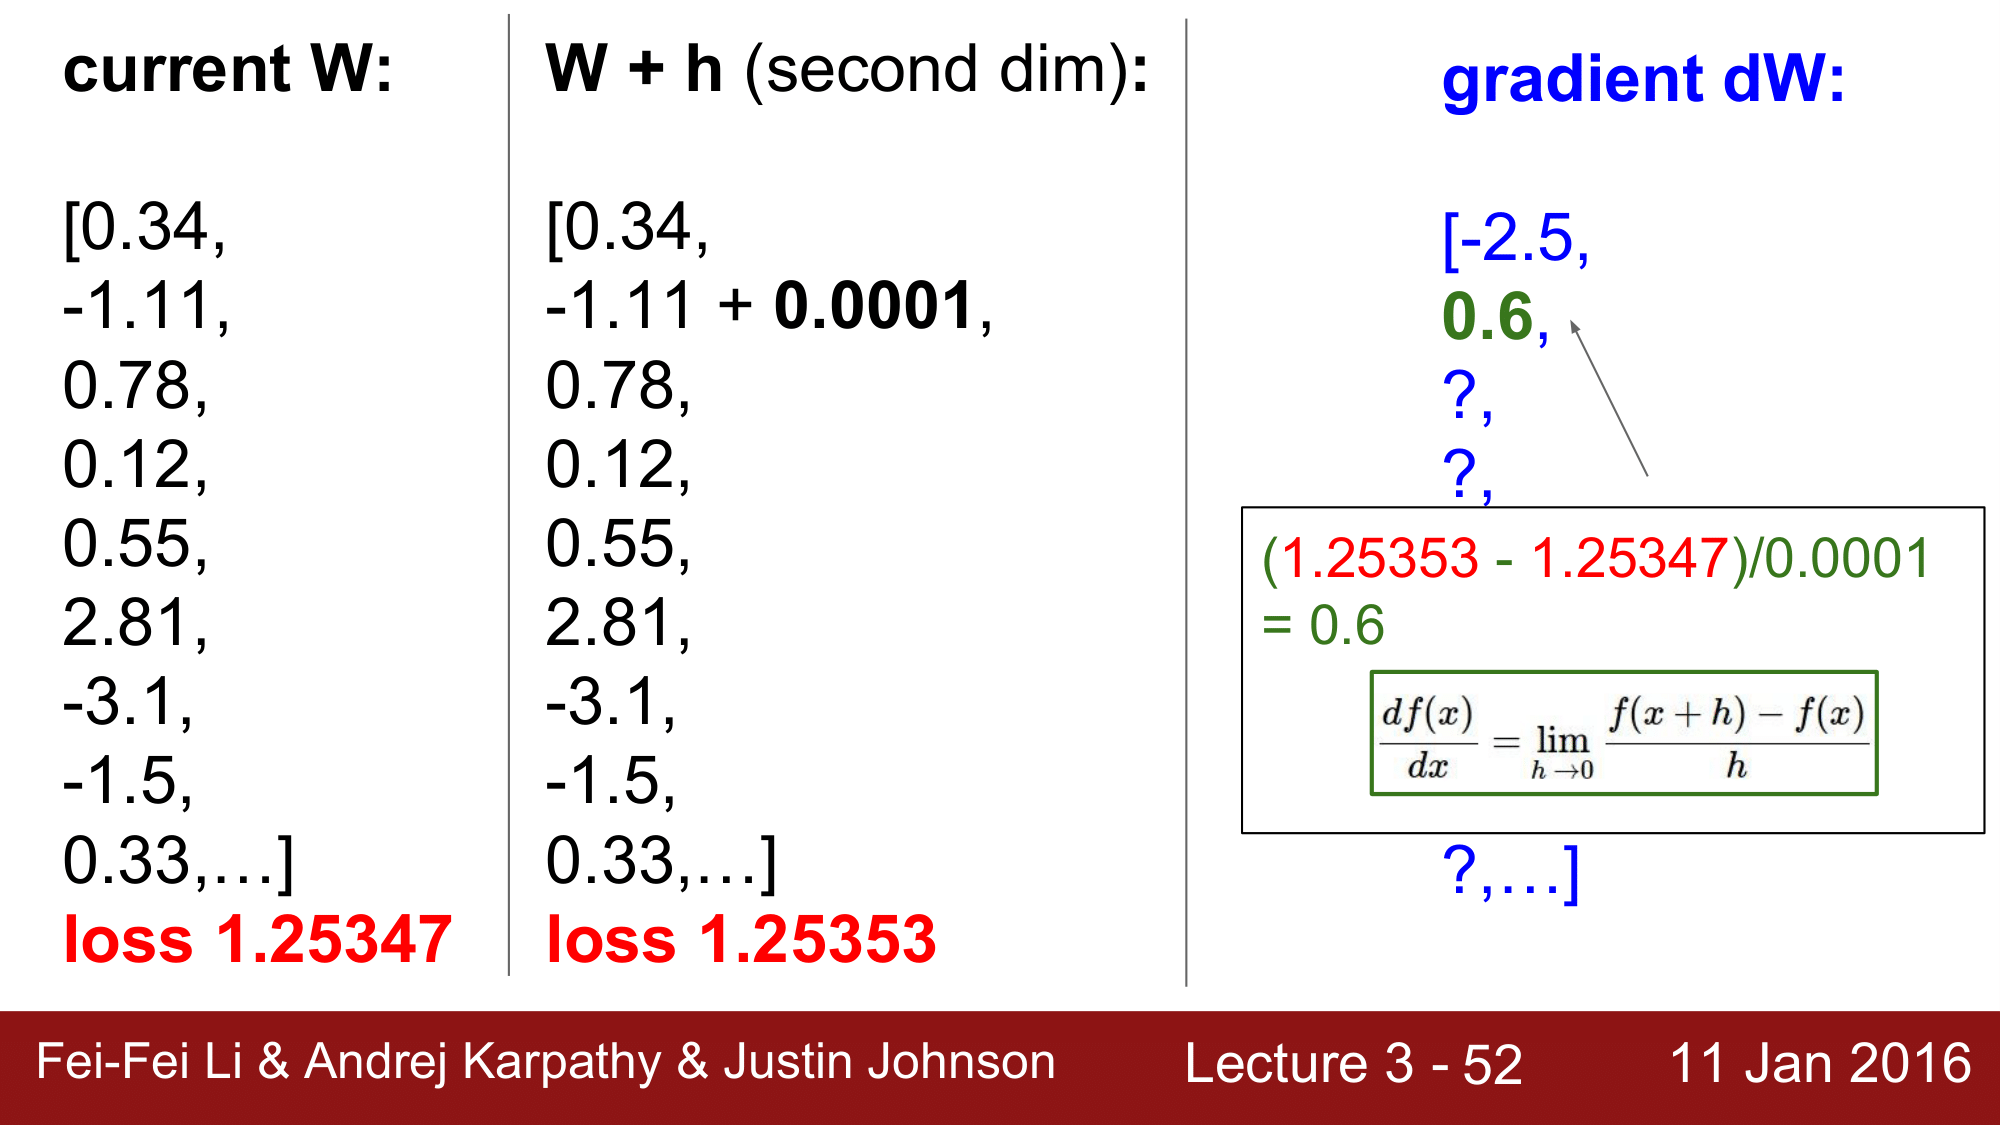 current W:
[0.34,
-1.11,
0.78,
0.12,
0.55,
2.81,
-3.1,
-1.5,
0.33,…]
loss 1.25347
W + h (second dim):
[0.34,
-1.11 + 0.0001,
0.78,
0.12,
0.55,
2.81,
-3.1,
-1.5,
0.33,…]
loss 1.25353
gradient dW:
[-2.5,
0.6,
?,
?,
(1.25353 - 1.25347)/0.0001
= 0.6
df(x)/dx = lim h→0 f(x + h) − f(x)/h
?,…]
Fei-Fei Li & Andrej Karpathy & Justin Johnson
Lecture 3 - 52
11 Jan 2016